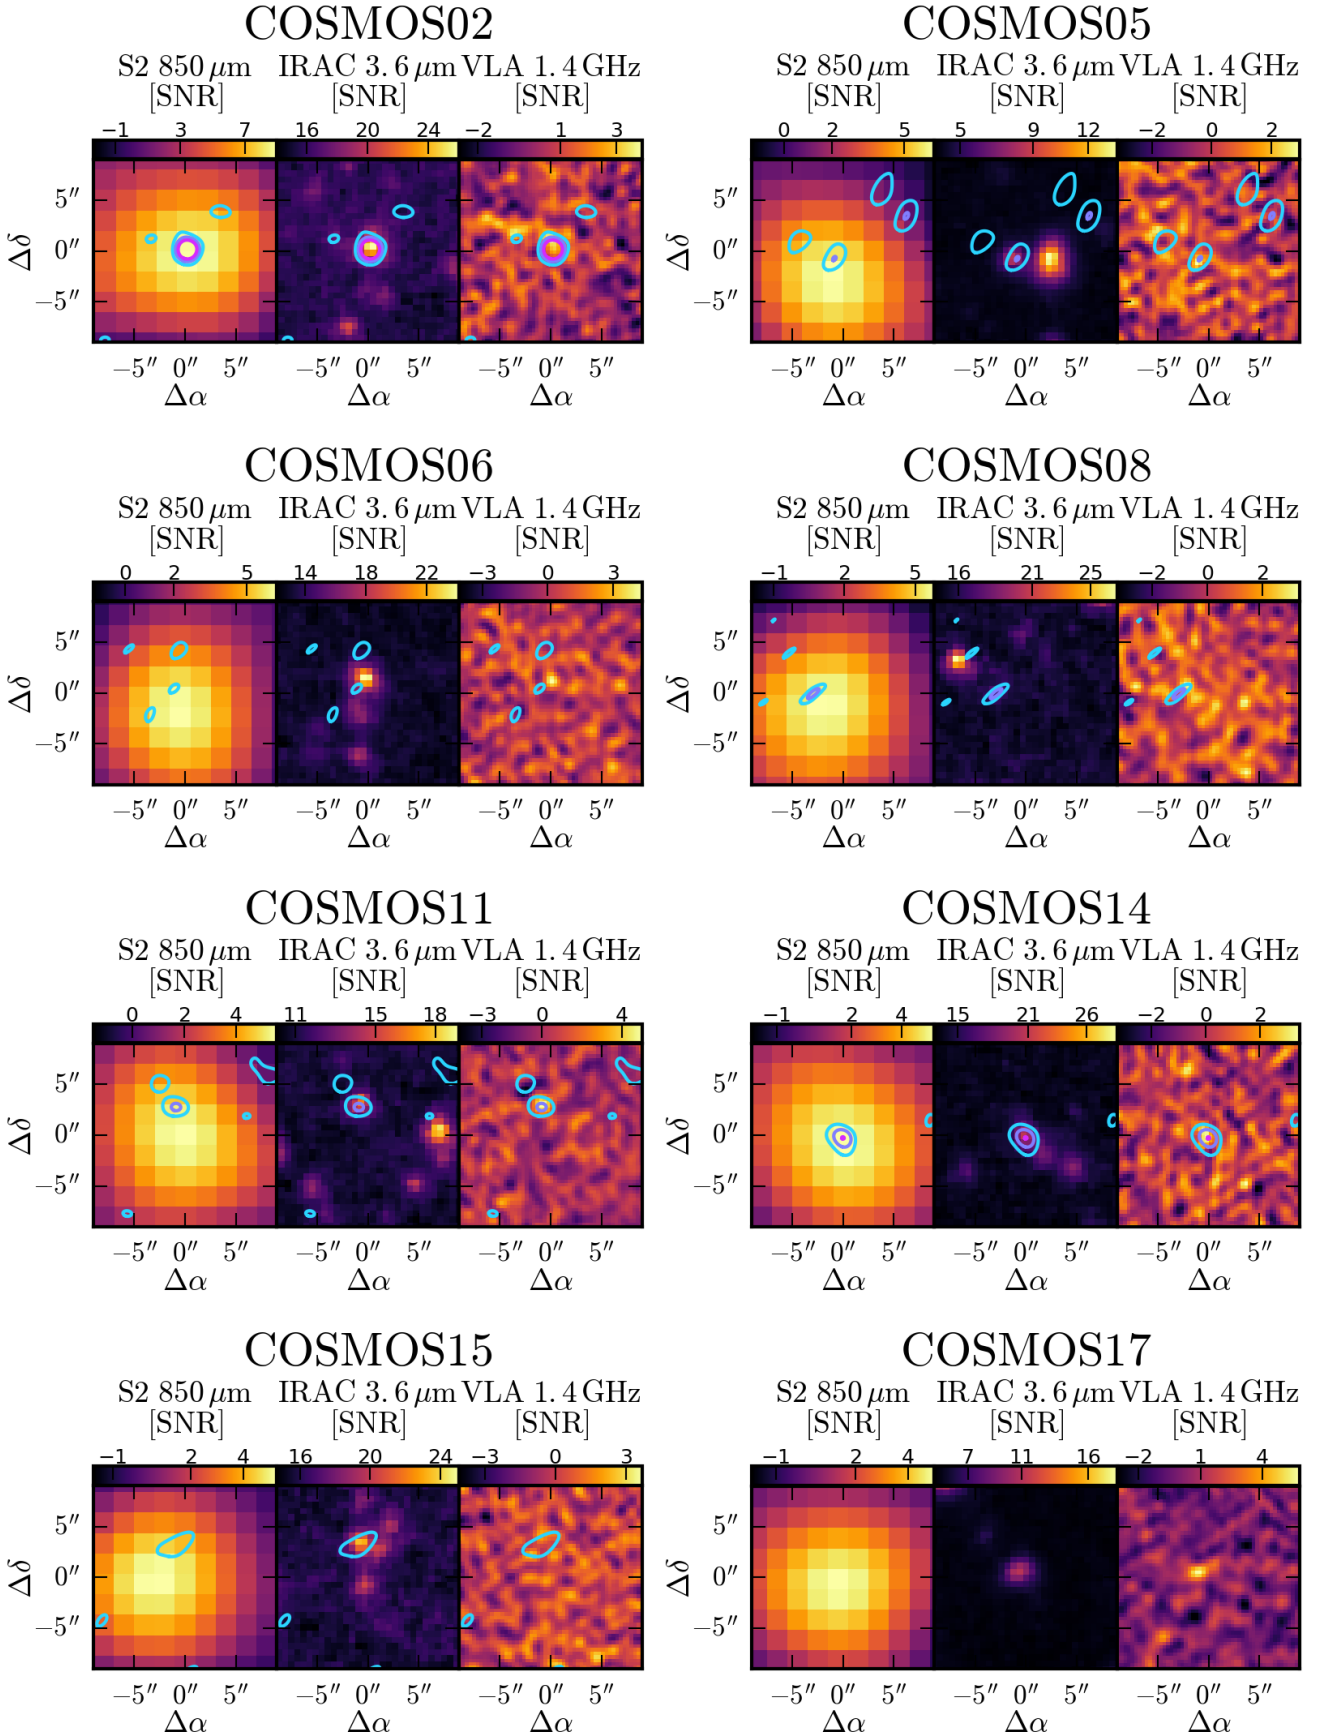 COSMOS02 COSMOS05
S2 850 μm IRAC 3.6 μm VLA 1.4 GHz S2 850 μm IRAC 3.6 μm VLA 1.4 GHz
[SNR] [SNR] [SNR] [SNR] [SNR] [SNR]
−1 3 7 16 20 24 −2 1 3 0 2 5 5 9 12 −2 0 2
5″ 5″
Δδ 0″ Δδ 0″
−5″ −5″
−5″ 0″ 5″ −5″ 0″ 5″ −5″ 0″ 5″ −5″ 0″ 5″ −5″ 0″ 5″ −5″ 0″ 5″
Δα Δα Δα Δα Δα Δα
COSMOS06 COSMOS08
S2 850 μm IRAC 3.6 μm VLA 1.4 GHz S2 850 μm IRAC 3.6 μm VLA 1.4 GHz
[SNR] [SNR] [SNR] [SNR] [SNR] [SNR]
0 2 5 14 18 22 −3 0 3 −1 2 5 16 21 25 −2 0 2
5″ 5″
Δδ 0″ Δδ 0″
−5″ −5″
−5″ 0″ 5″ −5″ 0″ 5″ −5″ 0″ 5″ −5″ 0″ 5″ −5″ 0″ 5″ −5″ 0″ 5″
Δα Δα Δα Δα Δα Δα
COSMOS11 COSMOS14
S2 850 μm IRAC 3.6 μm VLA 1.4 GHz S2 850 μm IRAC 3.6 μm VLA 1.4 GHz
[SNR] [SNR] [SNR] [SNR] [SNR] [SNR]
0 2 4 11 15 18 −3 0 4 −1 2 4 15 21 26 −2 0 2
5″ 5″
Δδ 0″ Δδ 0″
−5″ −5″
−5″ 0″ 5″ −5″ 0″ 5″ −5″ 0″ 5″ −5″ 0″ 5″ −5″ 0″ 5″ −5″ 0″ 5″
Δα Δα Δα Δα Δα Δα
COSMOS15 COSMOS17
S2 850 μm IRAC 3.6 μm VLA 1.4 GHz S2 850 μm IRAC 3.6 μm VLA 1.4 GHz
[SNR] [SNR] [SNR] [SNR] [SNR] [SNR]
−1 2 4 16 20 24 −3 0 3 −1 2 4 7 11 16 −2 1 4
5″ 5″
Δδ 0″ Δδ 0″
−5″ −5″
−5″ 0″ 5″ −5″ 0″ 5″ −5″ 0″ 5″ −5″ 0″ 5″ −5″ 0″ 5″ −5″ 0″ 5″
Δα Δα Δα Δα Δα Δα